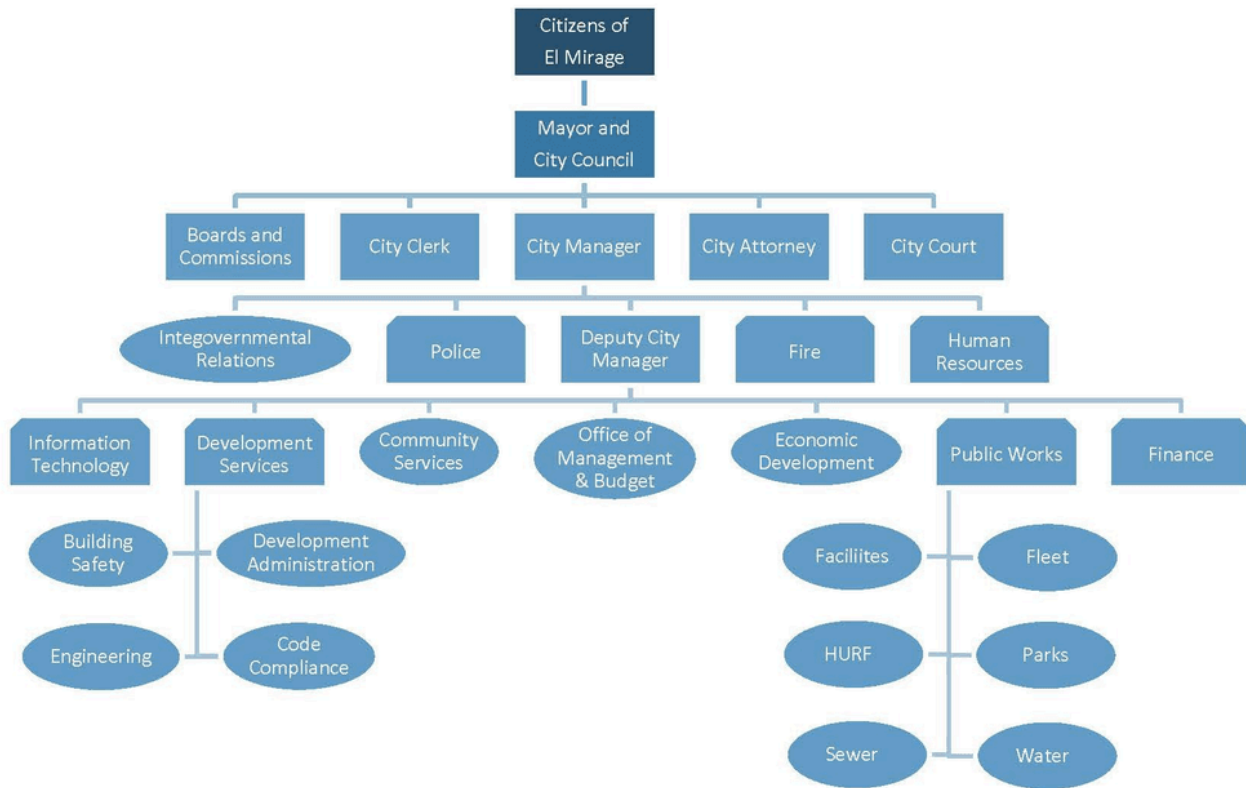 Citizens of
El Mirage
Mayor and
City Council
Boards and
Commissions
City Clerk
City Manager
City Attorney
City Court
Integovernmental
Relations
Police
Deputy City
Manager
Fire
Human
Resources
Information
Technology
Development
Services
Community
Services
Office of
Management
& Budget
Economic
Development
Public Works
Finance
Building
Safety
Development
Administration
Engineering
Code
Compliance
Faciliites
Fleet
HURF
Parks
Sewer
Water